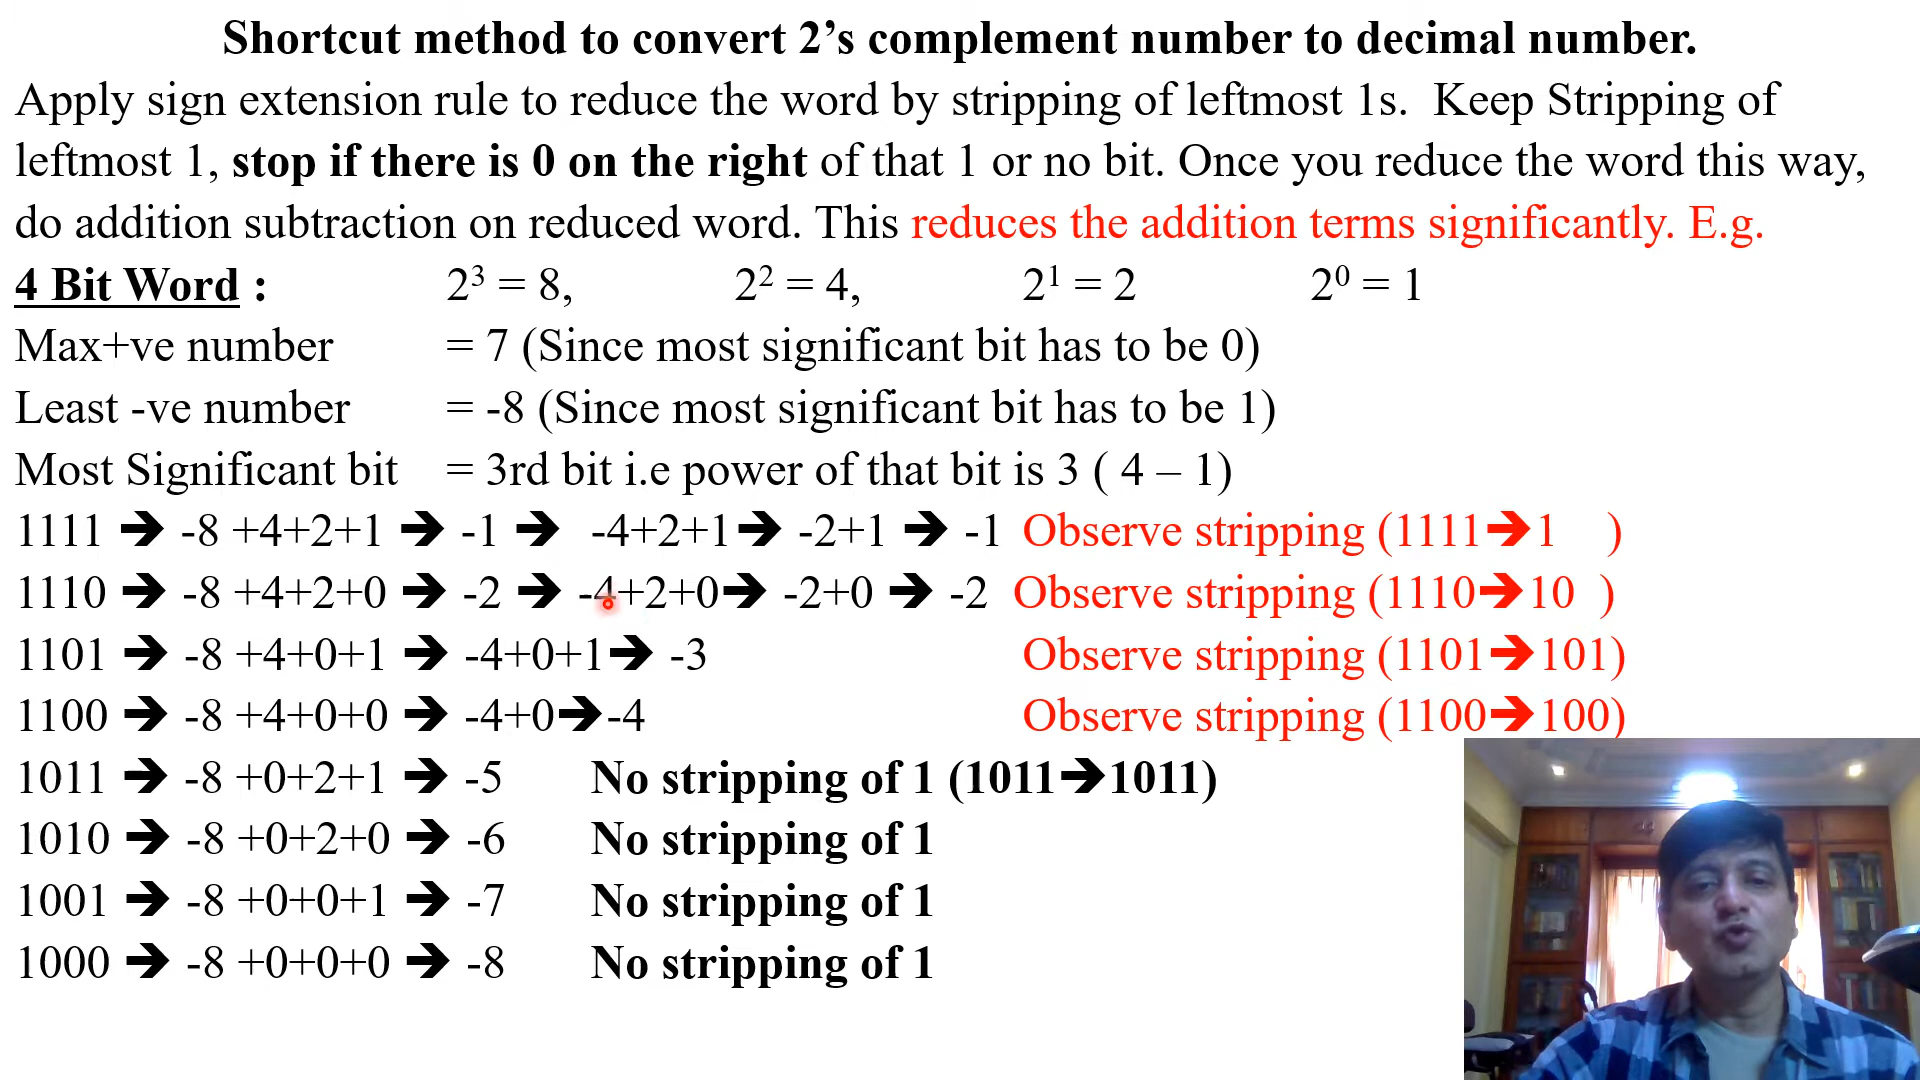 Shortcut method to convert 2’s complement number to decimal number.
Apply sign extension rule to reduce the word by stripping of leftmost 1s.  Keep Stripping of
leftmost 1, stop if there is 0 on the right of that 1 or no bit. Once you reduce the word this way,
do addition subtraction on reduced word. This reduces the addition terms significantly. E.g.
4 Bit Word : 2³ = 8, 2² = 4, 2¹ = 2 2⁰ = 1
Max+ve number = 7 (Since most significant bit has to be 0)
Least -ve number = -8 (Since most significant bit has to be 1)
Most Significant bit = 3rd bit i.e power of that bit is 3 ( 4 – 1)
1111 ➔ -8 +4+2+1 ➔ -1 ➔ -4+2+1➔ -2+1 ➔ -1 Observe stripping (1111➔1 )
1110 ➔ -8 +4+2+0 ➔ -2 ➔ -4+2+0➔ -2+0 ➔ -2 Observe stripping (1110➔10 )
1101 ➔ -8 +4+0+1 ➔ -4+0+1➔ -3 Observe stripping (1101➔101)
1100 ➔ -8 +4+0+0 ➔ -4+0➔-4 Observe stripping (1100➔100)
1011 ➔ -8 +0+2+1 ➔ -5 No stripping of 1 (1011➔1011)
1010 ➔ -8 +0+2+0 ➔ -6 No stripping of 1
1001 ➔ -8 +0+0+1 ➔ -7 No stripping of 1
1000 ➔ -8 +0+0+0 ➔ -8 No stripping of 1